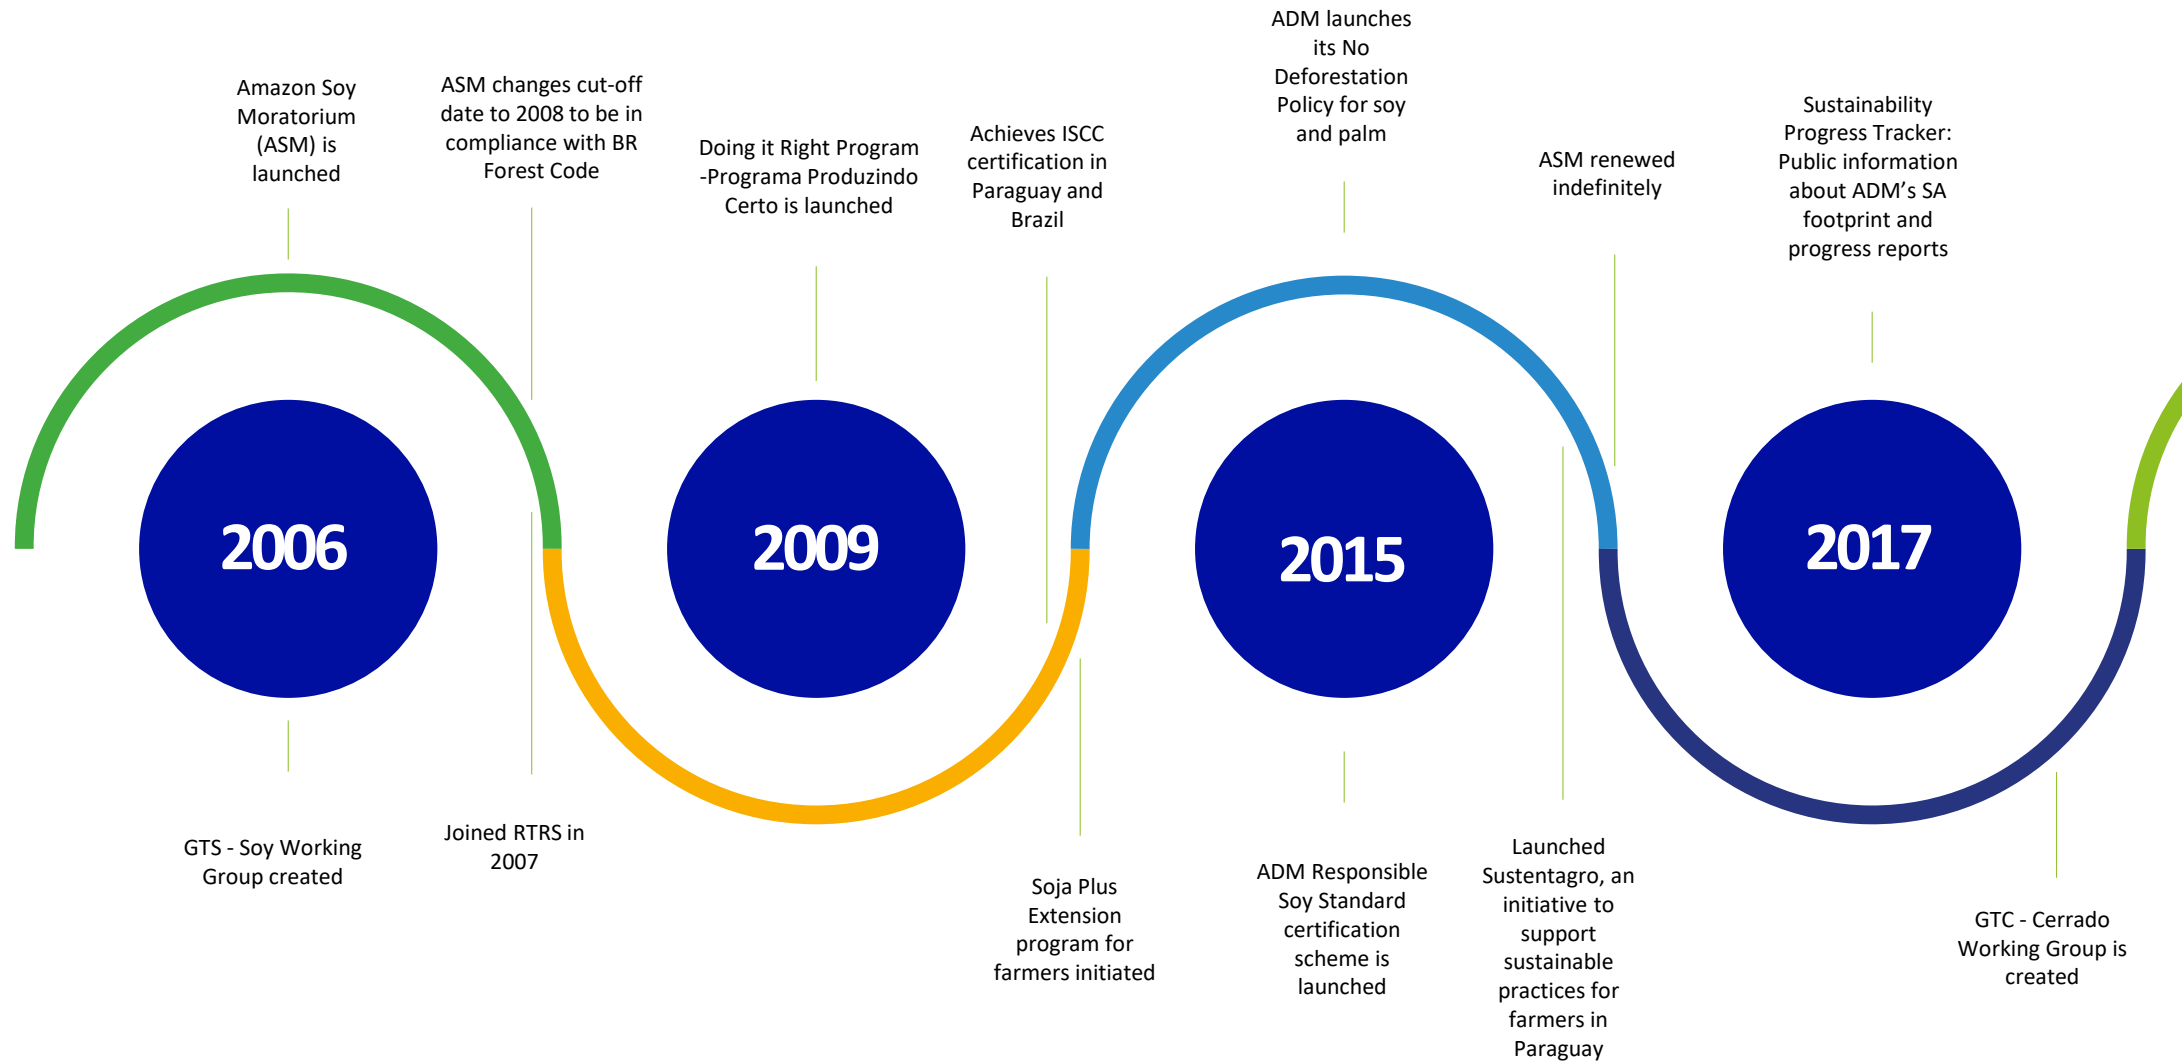 Amazon Soy
Moratorium
(ASM) is
launched
ASM changes cut-off
date to 2008 to be in
compliance with BR
Forest Code
Doing it Right Program
-Programa Produzindo
Certo is launched
Achieves ISCC
certification in
Paraguay and
Brazil
ADM launches
its No
Deforestation
Policy for soy
and palm
ASM renewed
indefinitely
Sustainability
Progress Tracker:
Public information
about ADM’s SA
footprint and
progress reports
2006
2009
2015
2017
GTS - Soy Working
Group created
Joined RTRS in
2007
Soja Plus
Extension
program for
farmers initiated
ADM Responsible
Soy Standard
certification
scheme is
launched
Launched
Sustentagro, an
initiative to
support
sustainable
practices for
farmers in
Paraguay
GTC - Cerrado
Working Group is
created